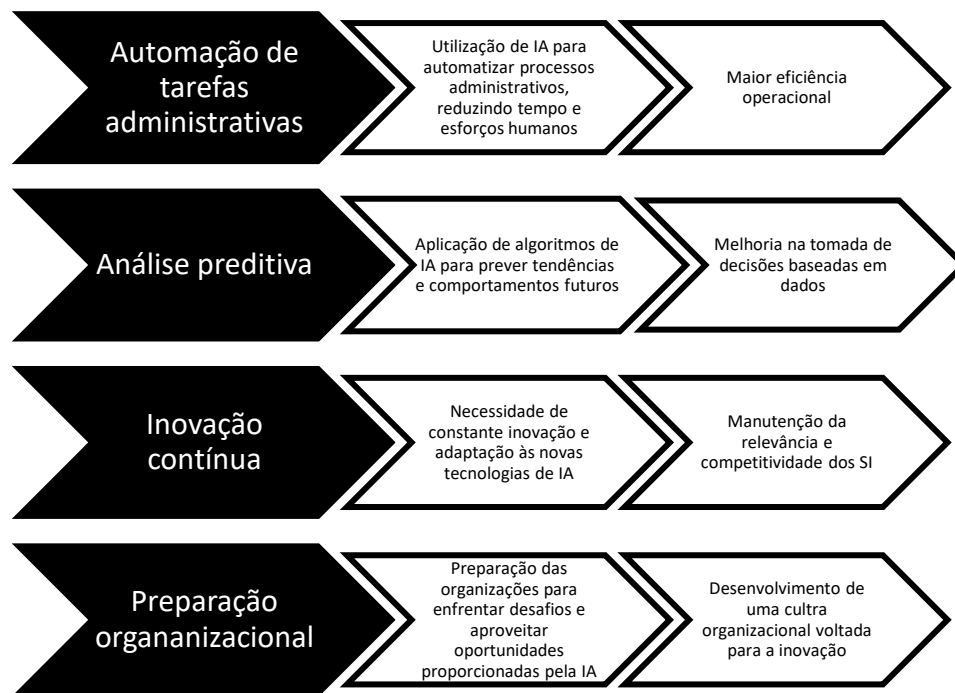 Automação de
tarefas
administrativas
Utilização de IA para
automatizar processos
administrativos,
reduzindo tempo e
esforços humanos
Maior eficiência
operacional
Análise preditiva
Aplicação de algoritmos de
IA para prever tendências
e comportamentos futuros
Melhoria na tomada de
decisões baseadas em
dados
Inovação
contínua
Necessidade de
constante inovação e
adaptação às novas
tecnologias de IA
Manutenção da
relevância e
competitividade dos SI
Preparação
organanizacional
Preparação das
organizações para
enfrentar desafios e
aproveitar
oportunidades
proporcionadas pela IA
Desenvolvimento de
uma cultra
organizacional voltada
para a inovação